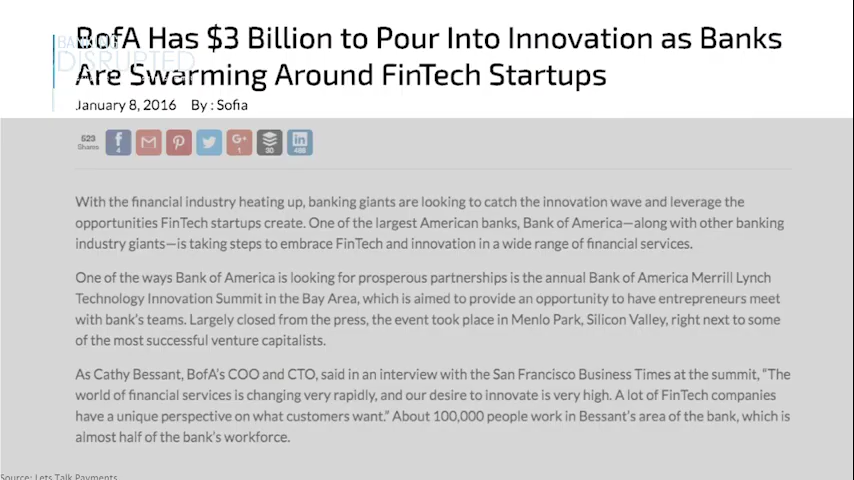 BofA Has $3 Billion to Pour Into Innovation as Banks
BANKING
DISRUPTED
Are Swarming Around FinTech Startups
January 8, 2016 By : Sofia
623
Shares
4
1
30
488
With the financial industry heating up, banking giants are looking to catch the innovation wave and leverage the
opportunities FinTech startups create. One of the largest American banks, Bank of America—along with other banking
industry giants—is taking steps to embrace FinTech and innovation in a wide range of financial services.
One of the ways Bank of America is looking for prosperous partnerships is the annual Bank of America Merrill Lynch
Technology Innovation Summit in the Bay Area, which is aimed to provide an opportunity to have entrepreneurs meet
with bank's teams. Largely closed from the press, the event took place in Menlo Park, Silicon Valley, right next to some
of the most successful venture capitalists.
As Cathy Bessant, BofA's COO and CTO, said in an interview with the San Francisco Business Times at the summit, "The
world of financial services is changing very rapidly, and our desire to innovate is very high. A lot of FinTech companies
have a unique perspective on what customers want." About 100,000 people work in Bessant's area of the bank, which is
almost half of the bank's workforce.
Source: Lets Talk Payments